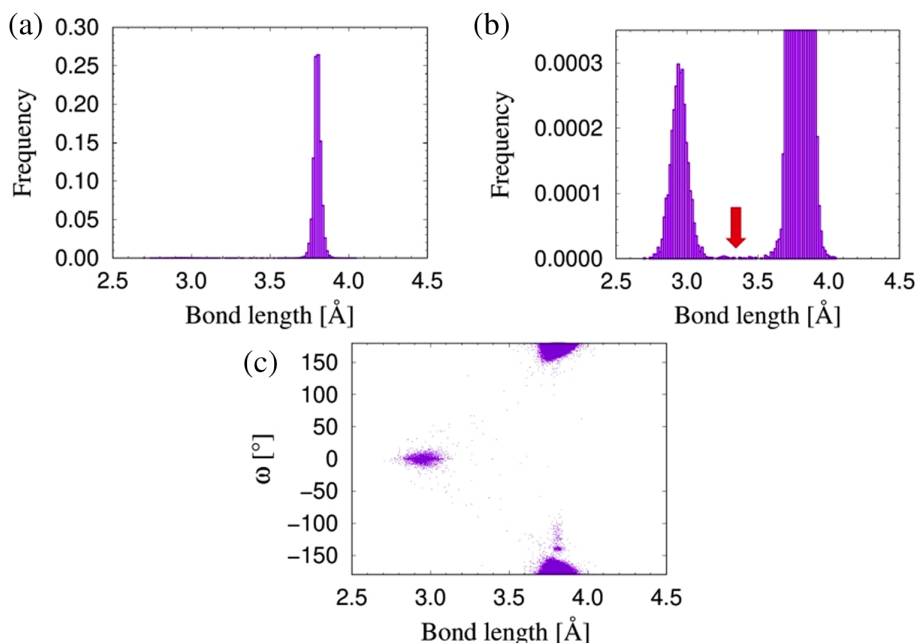 (a)
0.30
0.25
0.20
0.15
0.10
0.05
0.00
Frequency
2.5 3.0 3.5 4.0 4.5
Bond length [Å]
(b)
0.0003
0.0002
0.0001
0.0000
Frequency
2.5 3.0 3.5 4.0 4.5
Bond length [Å]
(c)
150
100
50
0
−50
−100
−150
ω [°]
2.5 3.0 3.5 4.0 4.5
Bond length [Å]